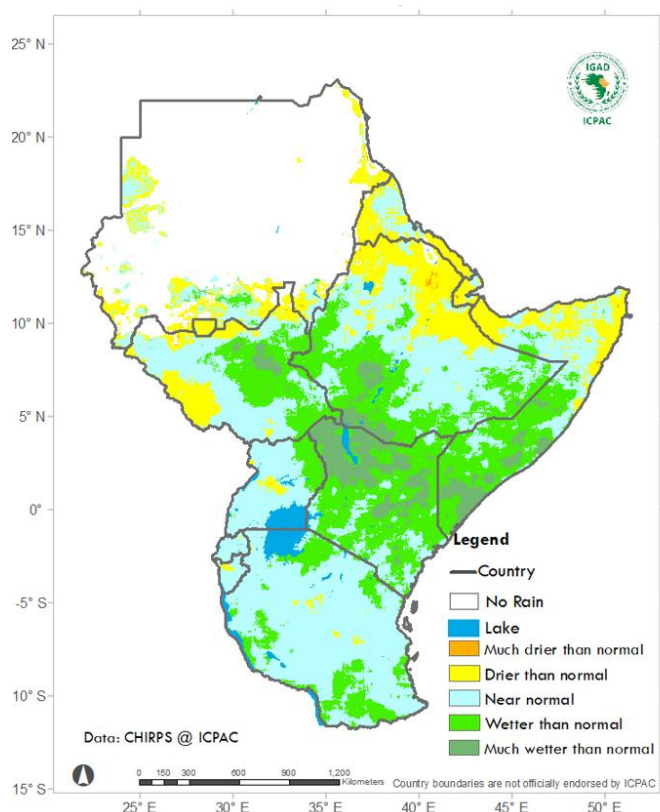 25° N
IGAD
ICPAC
20° N
15° N
10° N
5° N
0°
Legend
Country
No Rain
-5° S
Lake
Much drier than normal
Drier than normal
Near normal
10° S
Wetter than normal
Data: CHIRPS @ ICPAC
Much wetter than normal
0 150 300 600 900 1,200
Kilometers
Country boundaries are not officially endorsed by ICPAC
15° S
25° E 30° E 35° E 40° E 45° E 50° E